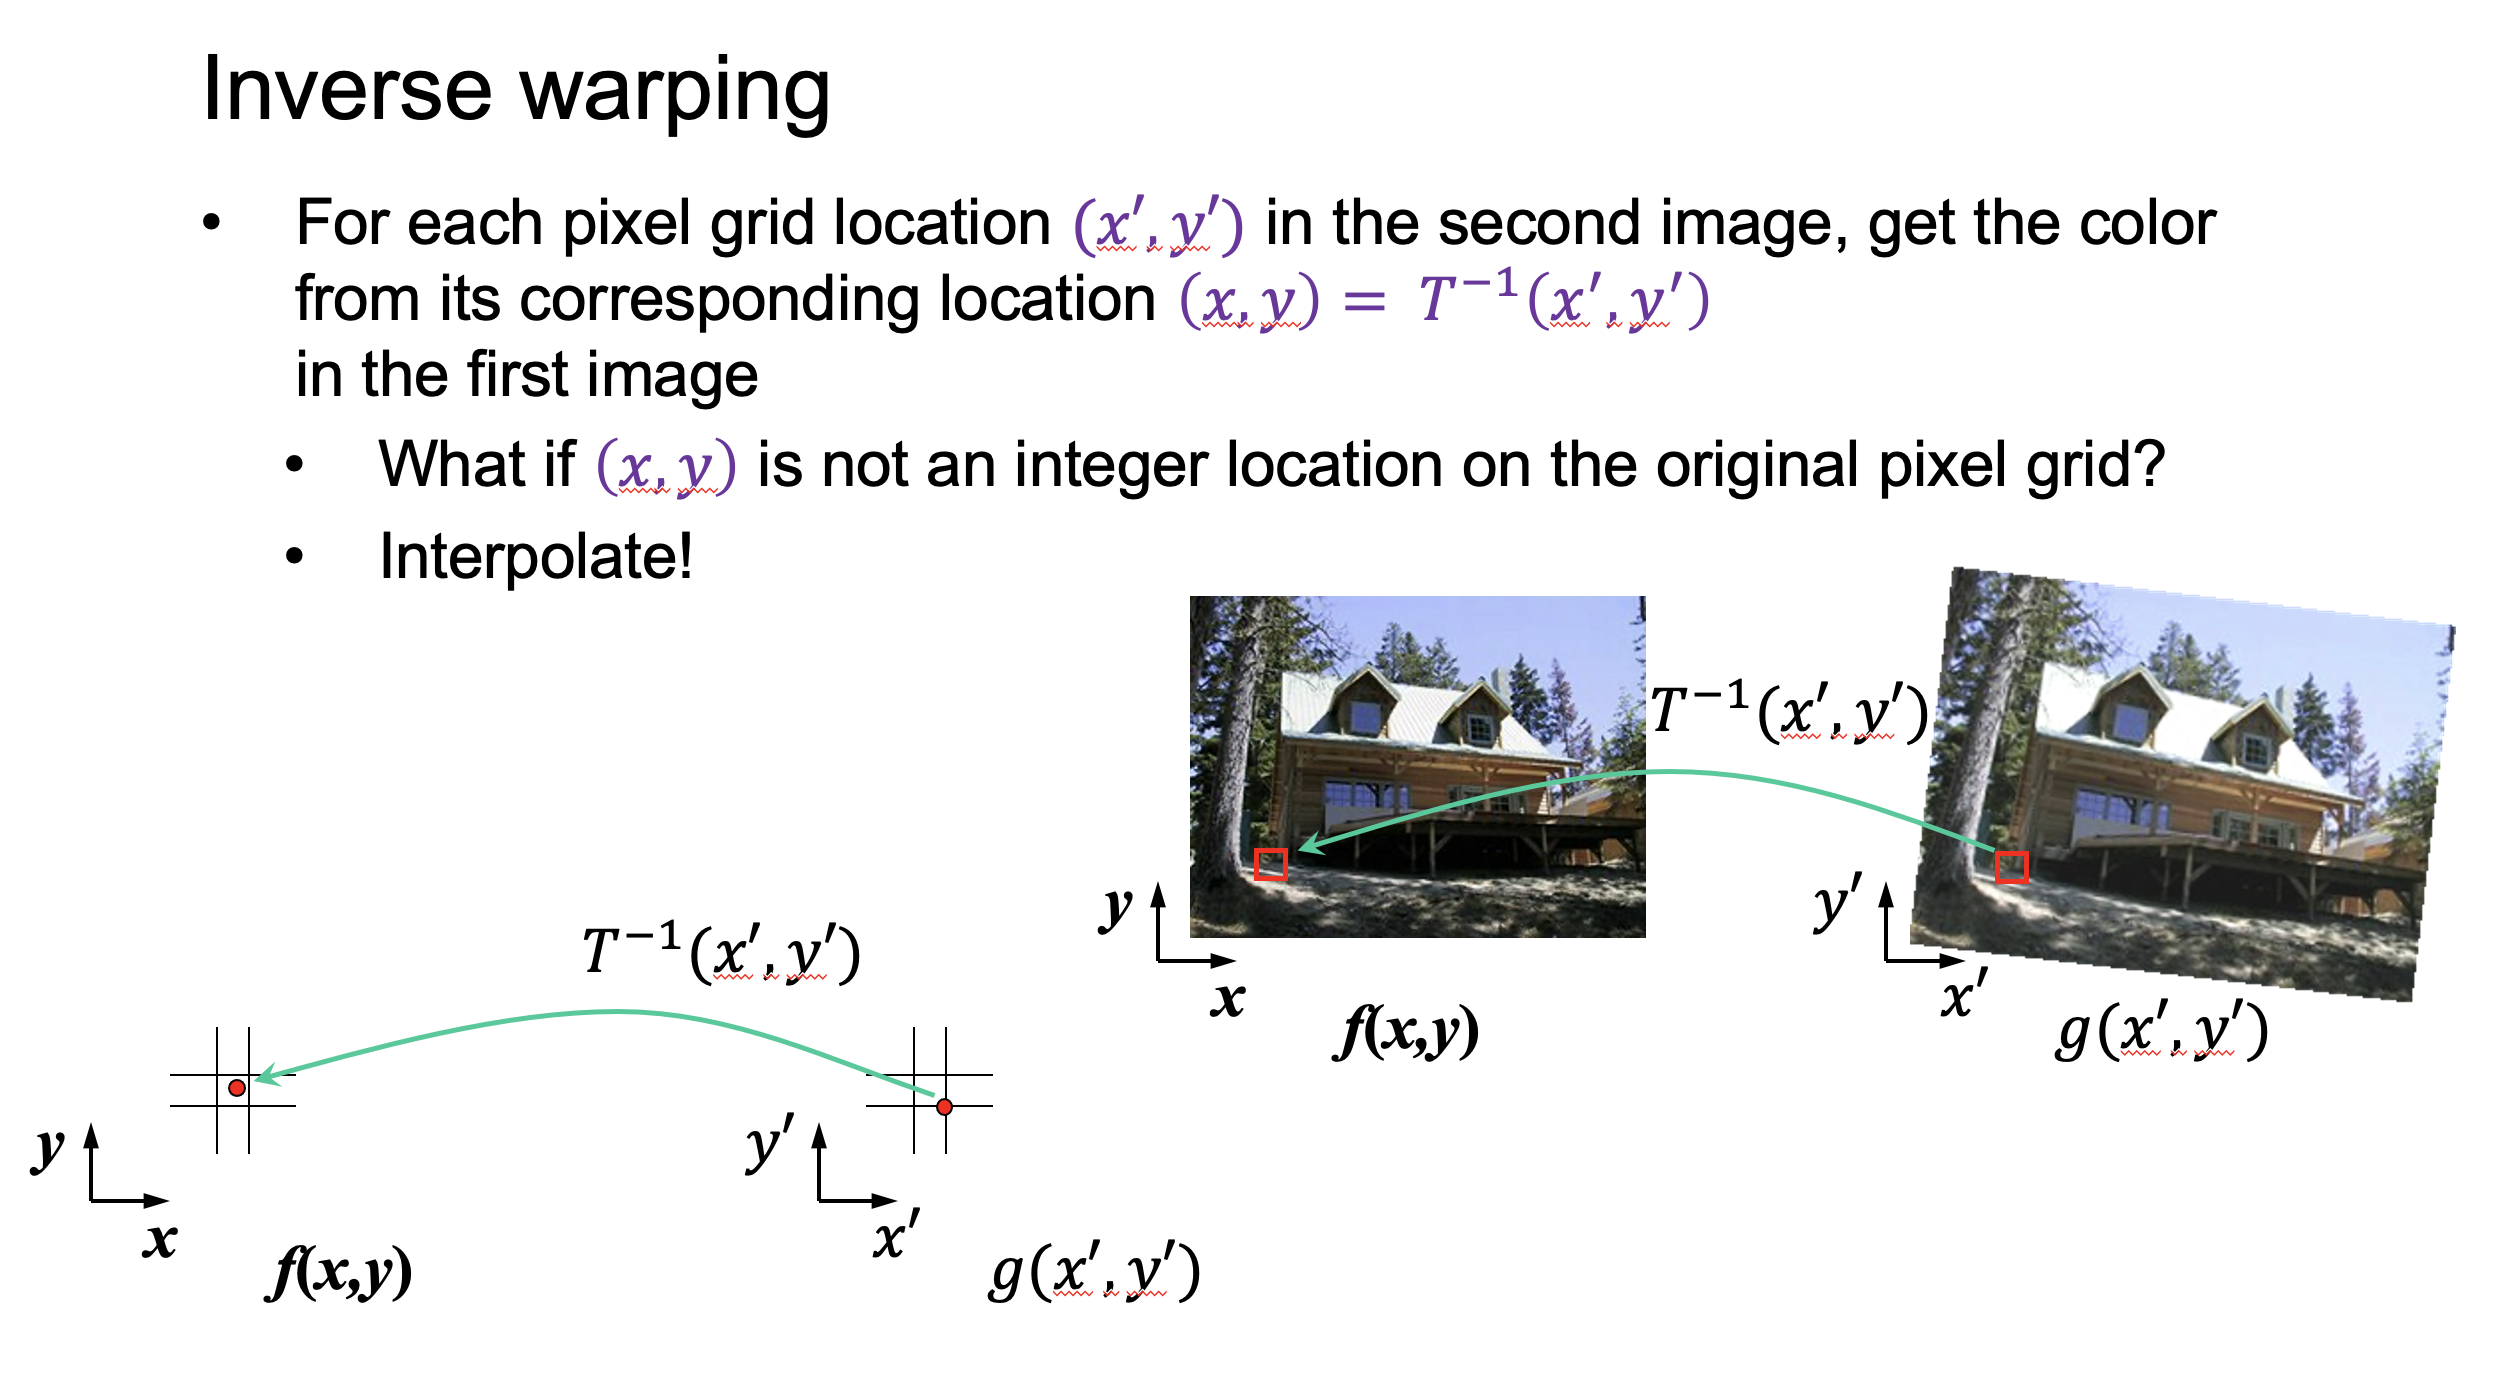 Inverse warping
• For each pixel grid location (x′, y′) in the second image, get the color
from its corresponding location (x, y) = T⁻¹(x′, y′)
in the first image
• What if (x, y) is not an integer location on the original pixel grid?
• Interpolate!
T⁻¹(x′, y′)
y
x
f(x,y)
y′
x′
g(x′, y′)
T⁻¹(x′, y′)
y
x
f(x,y)
y′
x′
g(x′, y′)